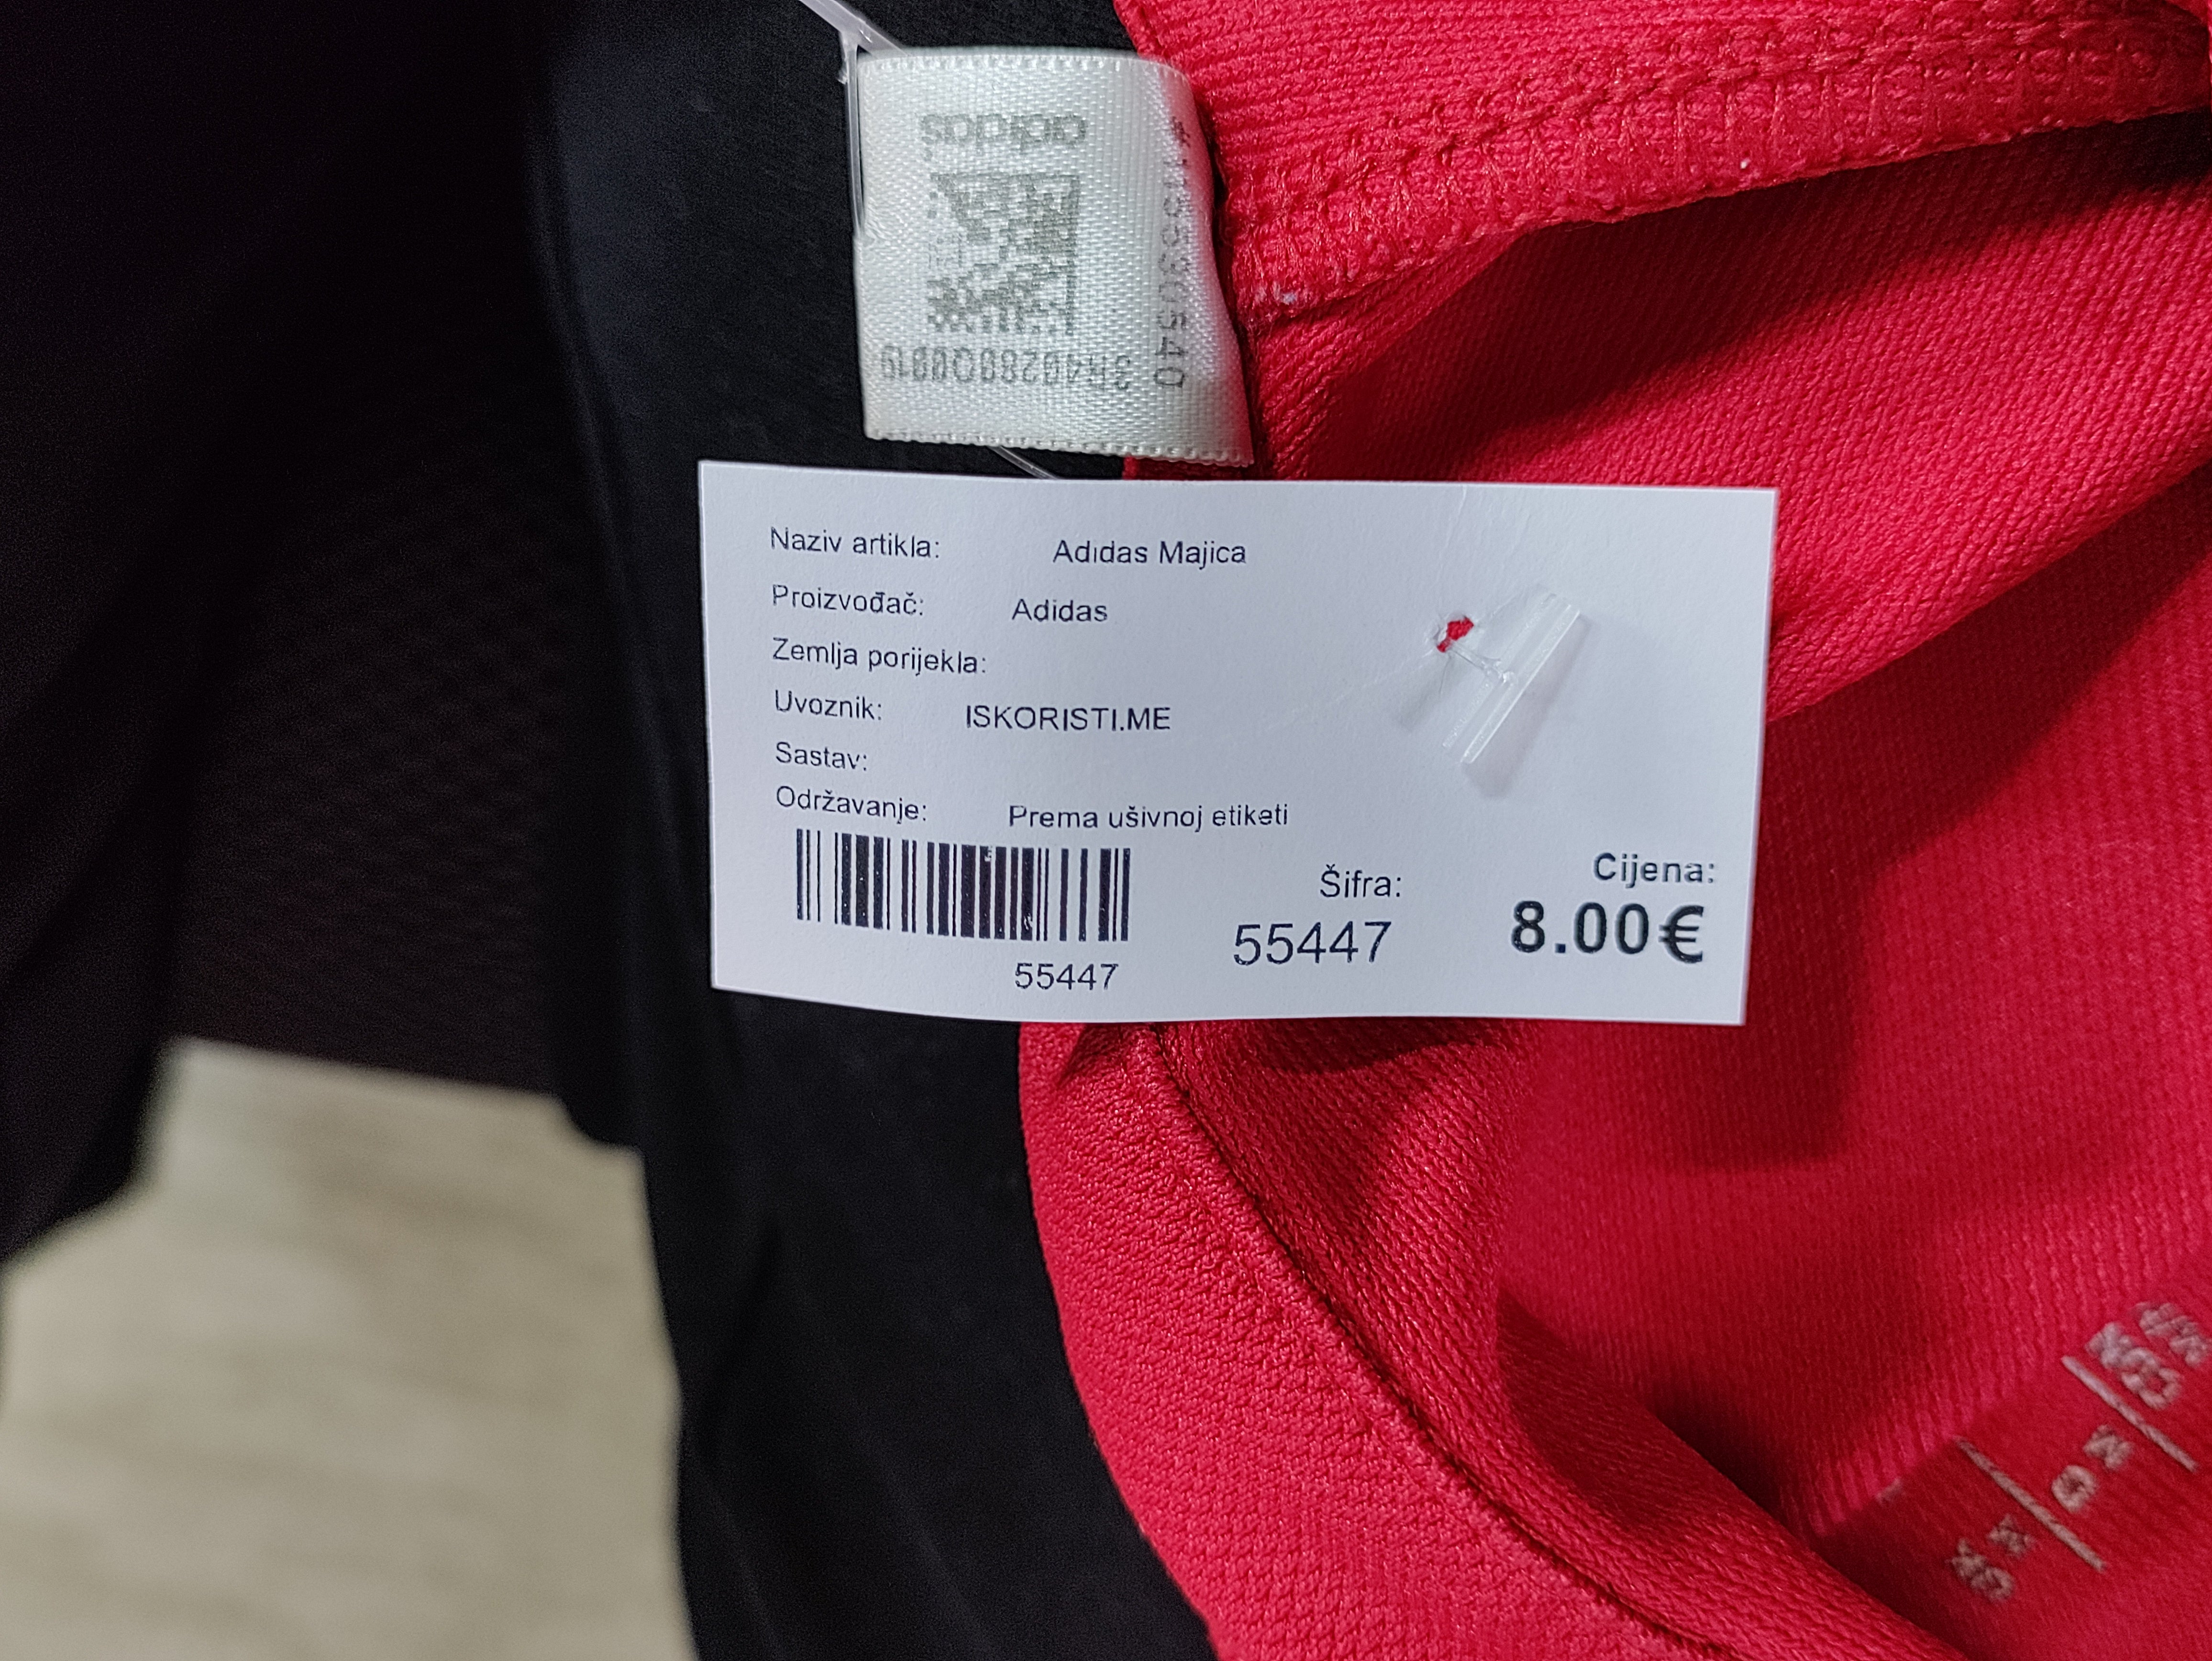 adidas
3R40280Q0019
Naziv artikla: Adidas Majica
Proizvođač: Adidas
Zemlja porijekla:
Uvoznik: ISKORISTI.ME
Sastav:
Održavanje: Prema ušivnoj etiketi
55447
Šifra:
55447
Cijena:
8.00€